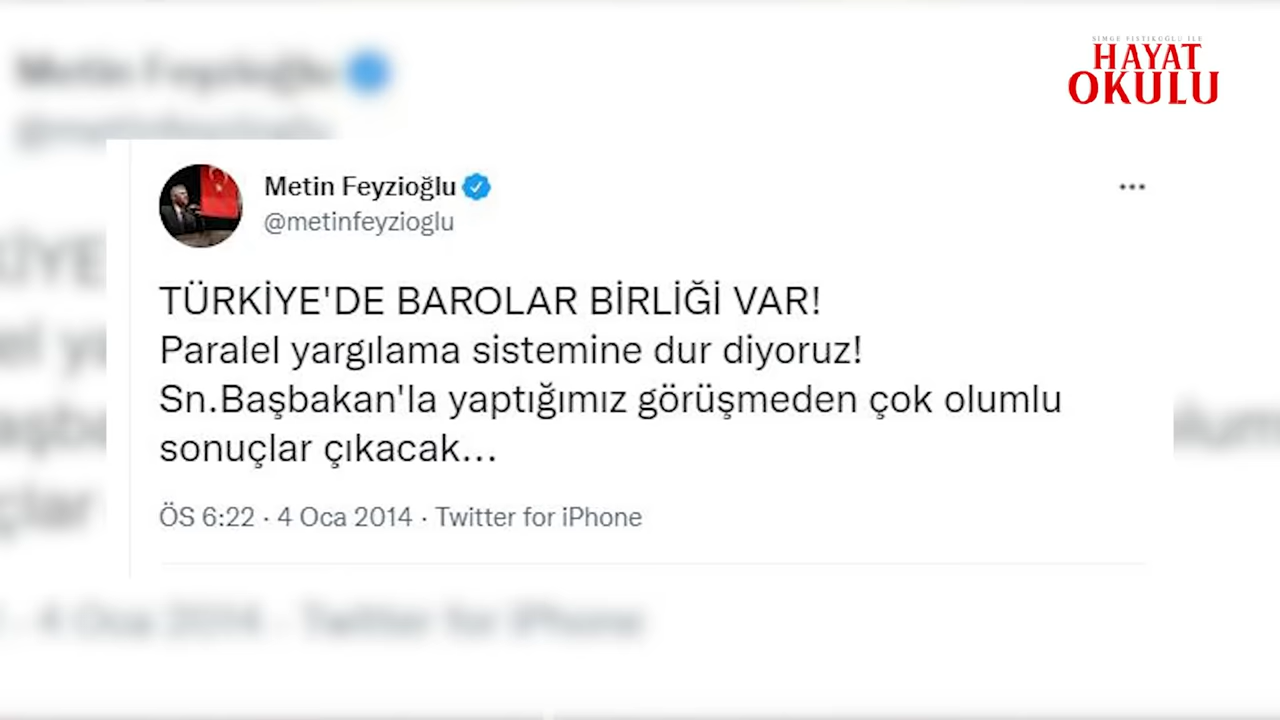 SİMGE FISTIKOĞLU İLE
HAYAT
OKULU
Metin Feyzioğlu
@metinfeyzioglu
TÜRKİYE'DE BAROLAR BİRLİĞİ VAR!
Paralel yargılama sistemine dur diyoruz!
Sn.Başbakan'la yaptığımız görüşmeden çok olumlu
sonuçlar çıkacak...
ÖS 6:22 · 4 Oca 2014 · Twitter for iPhone